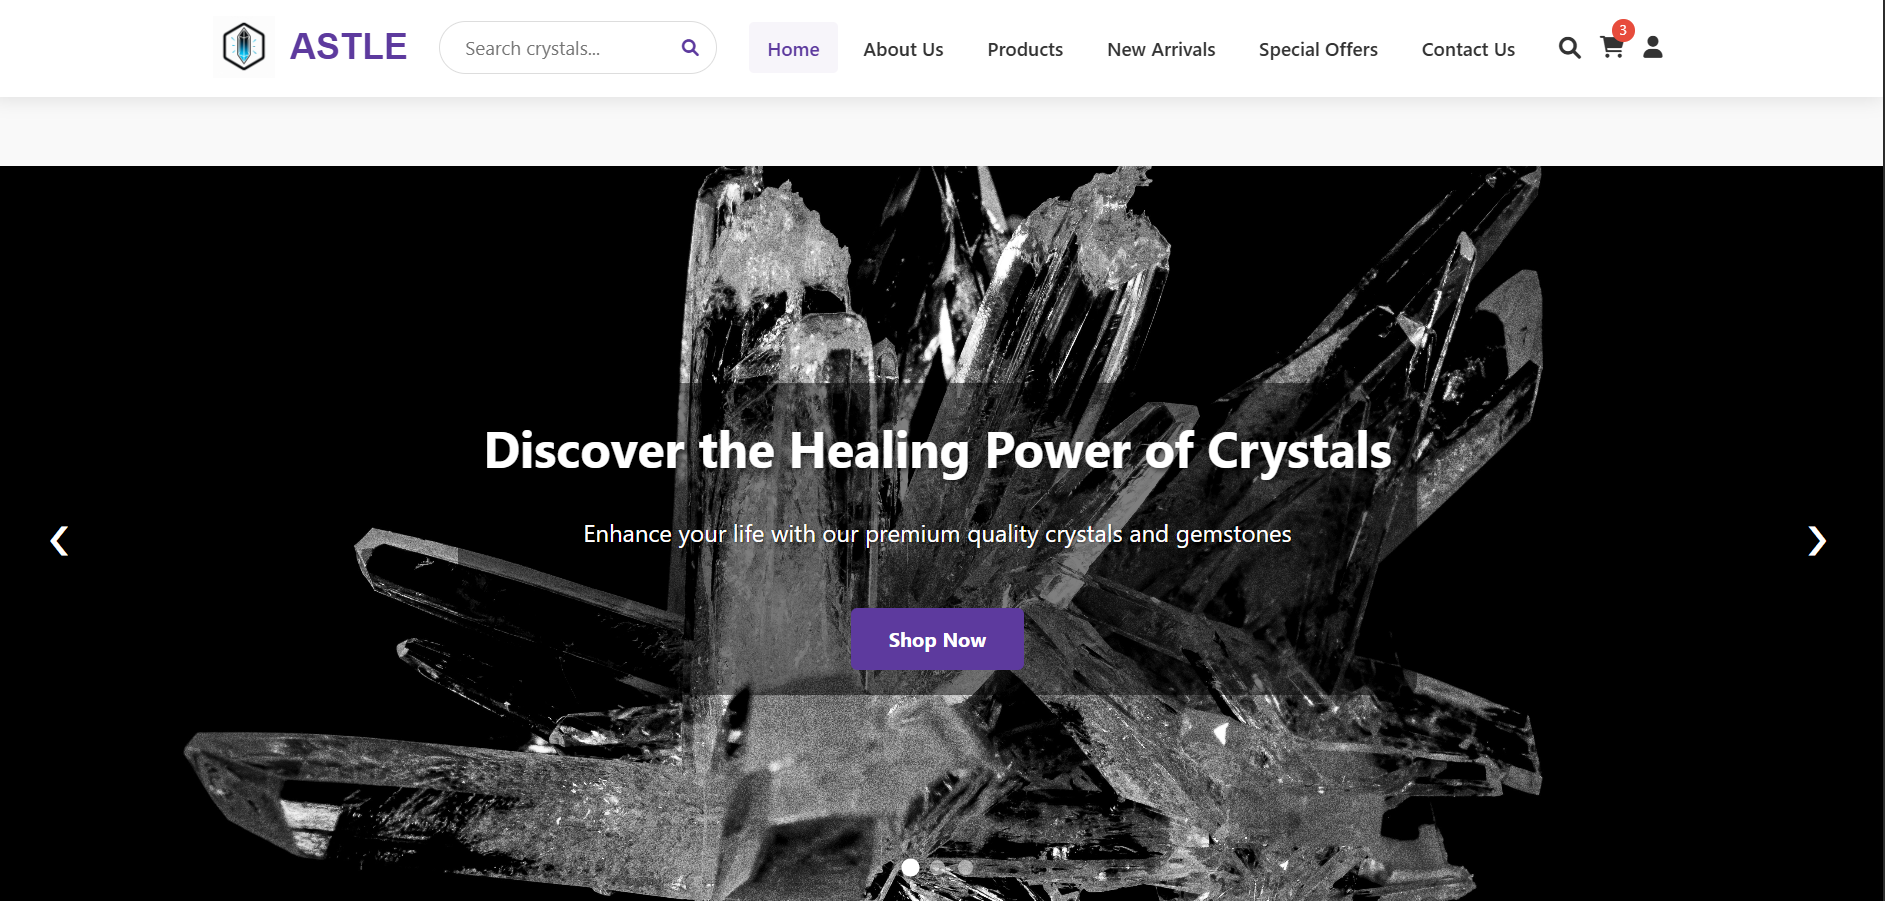 ASTLE
Search crystals...
Home
About Us
Products
New Arrivals
Special Offers
Contact Us
3
Discover the Healing Power of Crystals
Enhance your life with our premium quality crystals and gemstones
Shop Now